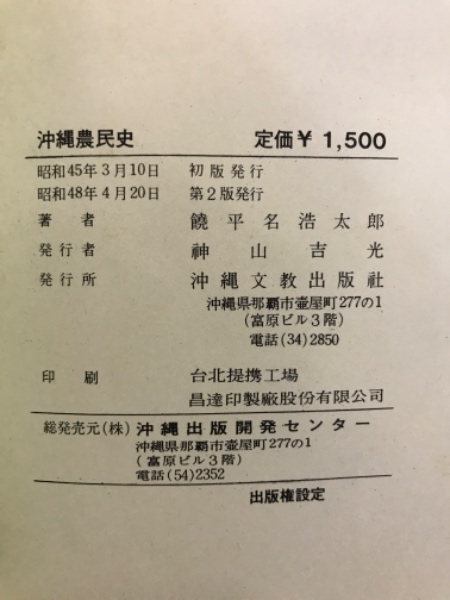 沖縄農民史 定価¥ 1,500
昭和45年3月10日 初版発行
昭和48年4月20日 第2版発行
著者 饒平名浩太郎
発行者 神山吉光
発行所 沖縄文教出版社
沖縄県那覇市壷屋町277の1
(富原ビル3階)
電話(34)2850
印刷 台北提携工場
昌達印製廠股份有限公司
総発売元(株)沖縄出版開発センター
沖縄県那覇市壷屋町277の1
(富原ビル3階)
電話(54)2352
出版権設定